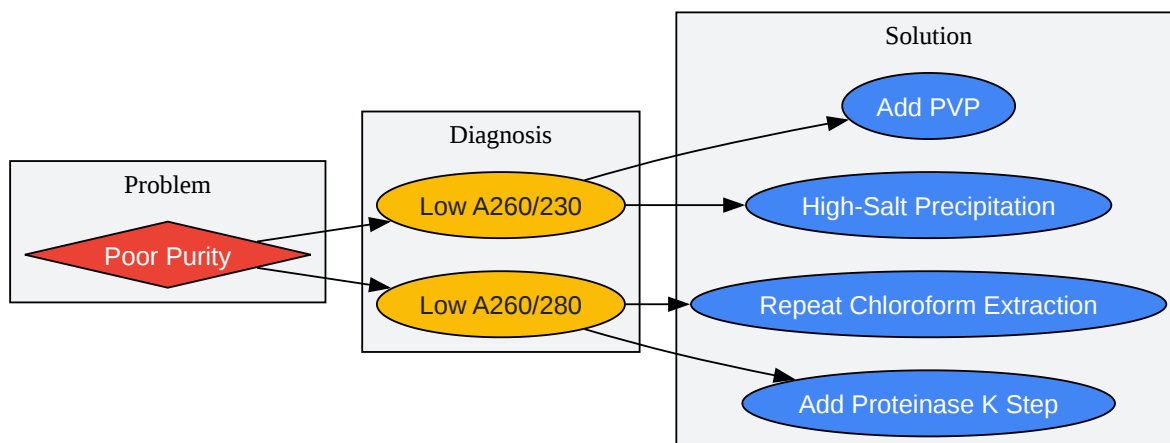 Problem
Poor Purity
Diagnosis
Low A260/230
Low A260/280
Solution
Add PVP
High-Salt Precipitation
Repeat Chloroform Extraction
Add Proteinase K Step